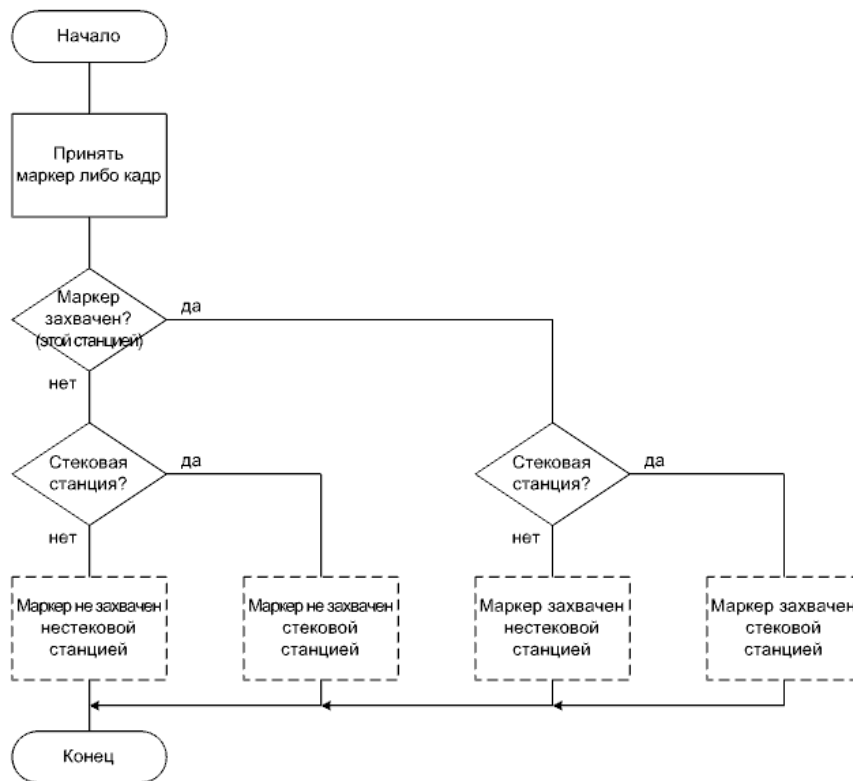 Начало
Принять
маркер либо кадр
Маркер
захвачен?
(этой станцией)
да
нет
Стековая
станция?
да
нет
Стековая
станция?
да
нет
Маркер не захвачен
нестековой
станцией
Маркер не захвачен
стековой
станцией
Маркер захвачен
нестековой
станцией
Маркер захвачен
стековой
станцией
Конец